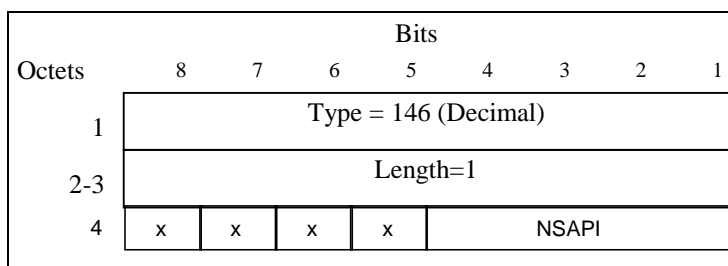 Bits
Octets 8 7 6 5 4 3 2 1
1 Type = 146 (Decimal)
2-3 Length=1
4 x x x x NSAPI